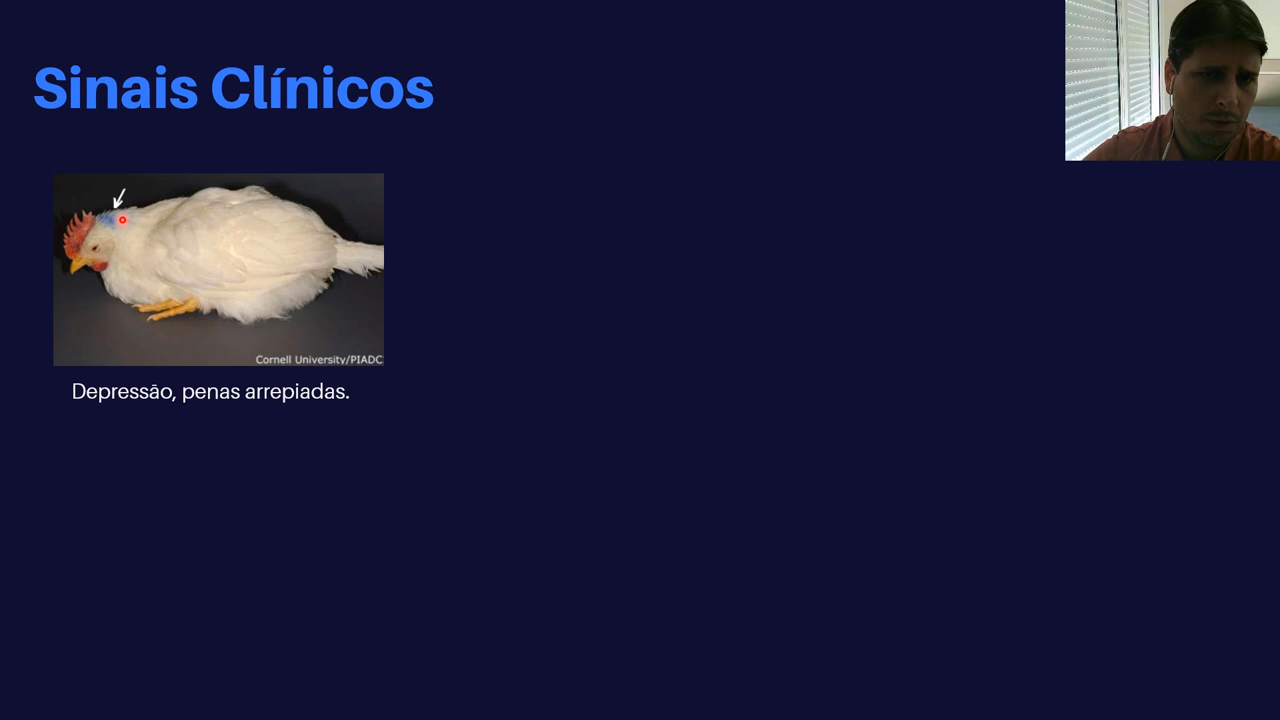 Sinais Clínicos
Cornell University/PIADC
Depressão, penas arrepiadas.